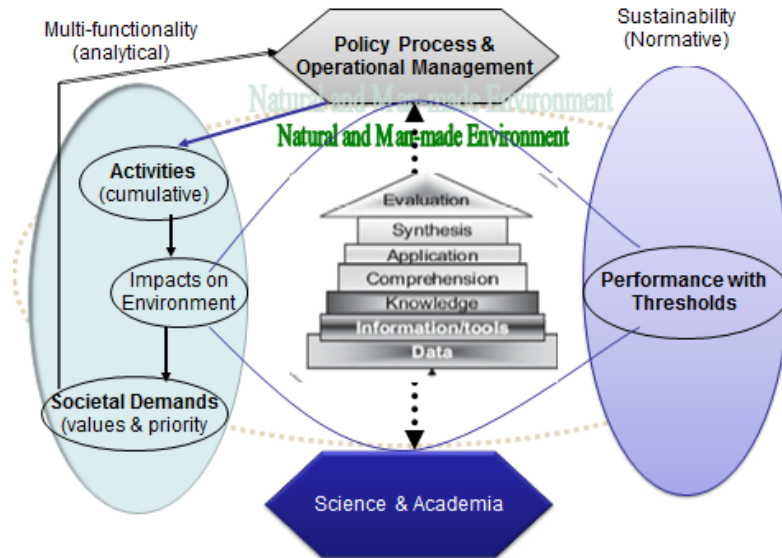 Multi-functionality
(analytical)
Policy Process &
Operational Management
Sustainability
(Normative)
Natural and Man-made Environment
Natural and Man-made Environment
Activities
(cumulative)
Impacts on
Environment
Societal Demands
(values & priority
Evaluation
Synthesis
Application
Comprehension
Knowledge
Information/tools
Data
Performance with
Thresholds
Science & Academia